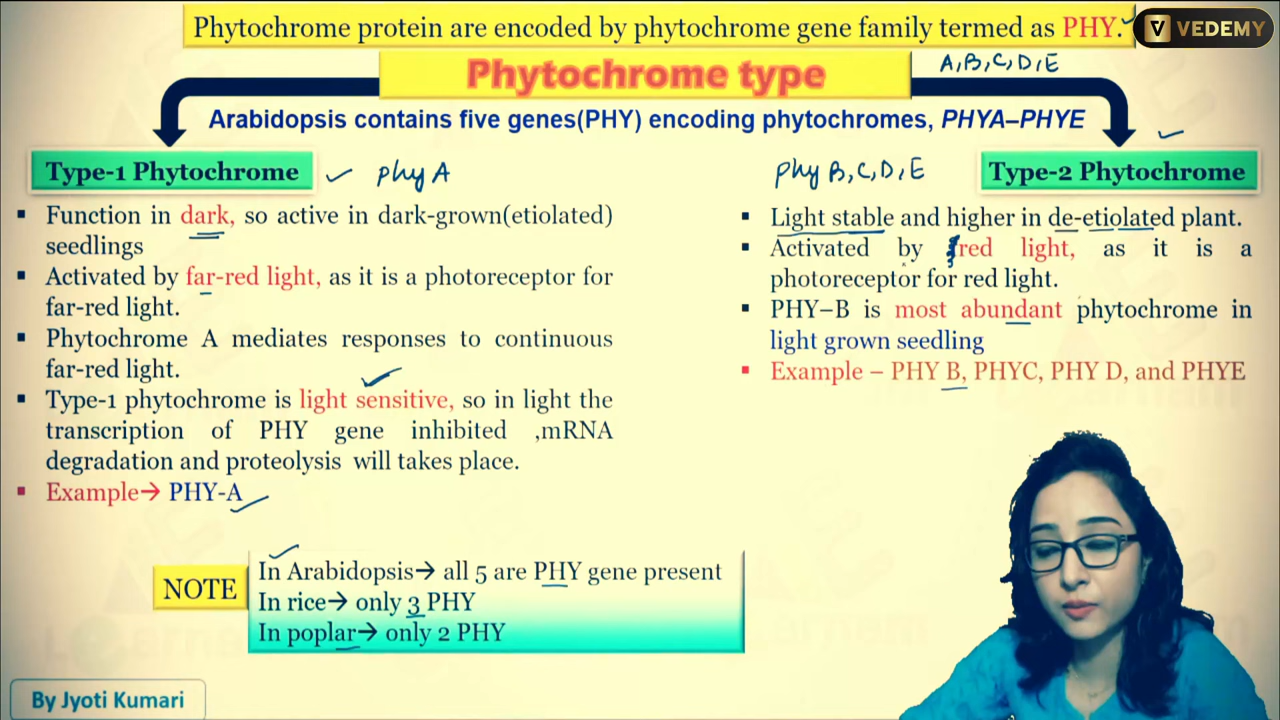 Phytochrome protein are encoded by phytochrome gene family termed as PHY.
VEDEMY
A,B,C,D,E
Phytochrome type
Arabidopsis contains five genes(PHY) encoding phytochromes, PHYA–PHYE
Type-1 Phytochrome
phy A
▪ Function in dark, so active in dark-grown(etiolated)
seedlings
▪ Activated by far-red light, as it is a photoreceptor for
far-red light.
▪ Phytochrome A mediates responses to continuous
far-red light.
▪ Type-1 phytochrome is light sensitive, so in light the
transcription of PHY gene inhibited ,mRNA
degradation and proteolysis will takes place.
▪ Example→ PHY-A
phy B,C,D,E
Type-2 Phytochrome
▪ Light stable and higher in de-etiolated plant.
▪ Activated by red light, as it is a
photoreceptor for red light.
▪ PHY–B is most abundant phytochrome in
light grown seedling
▪ Example – PHY B, PHYC, PHY D, and PHYE
NOTE
In Arabidopsis→ all 5 are PHY gene present
In rice→ only 3 PHY
In poplar→ only 2 PHY
By Jyoti Kumari